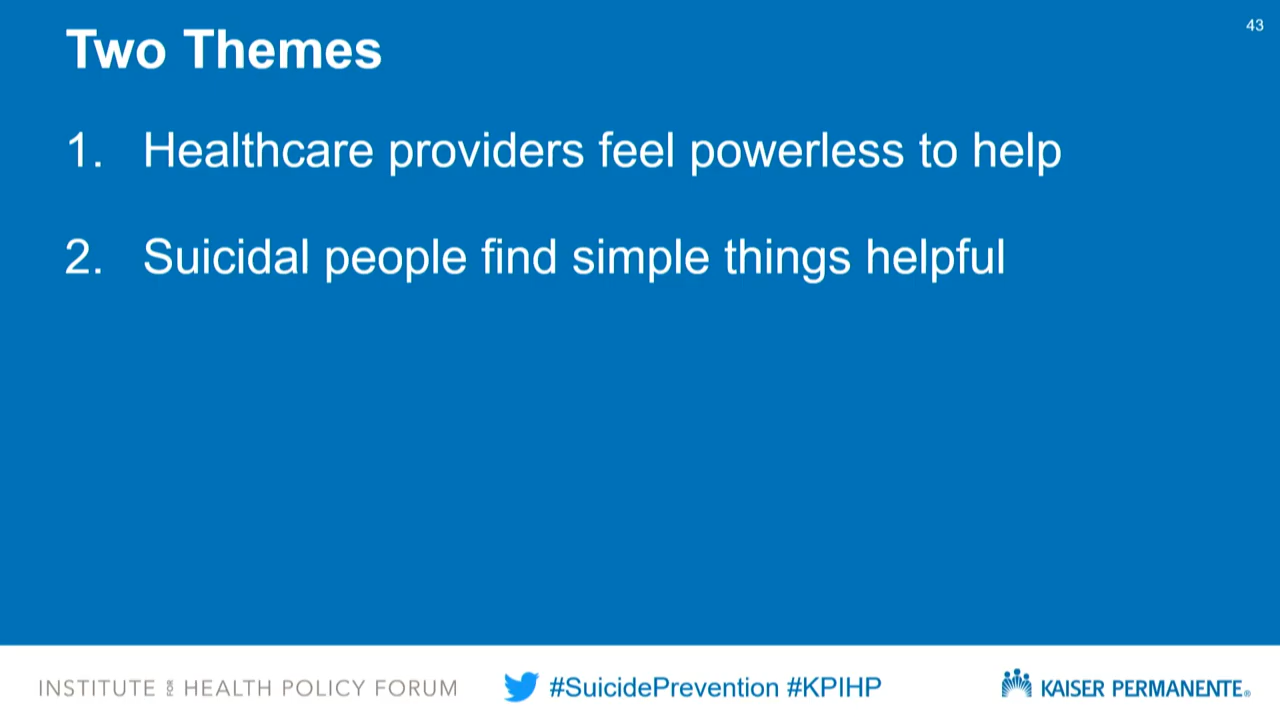 43
Two Themes
1. Healthcare providers feel powerless to help
2. Suicidal people find simple things helpful
INSTITUTE FOR HEALTH POLICY FORUM
#SuicidePrevention #KPIHP
KAISER PERMANENTE®